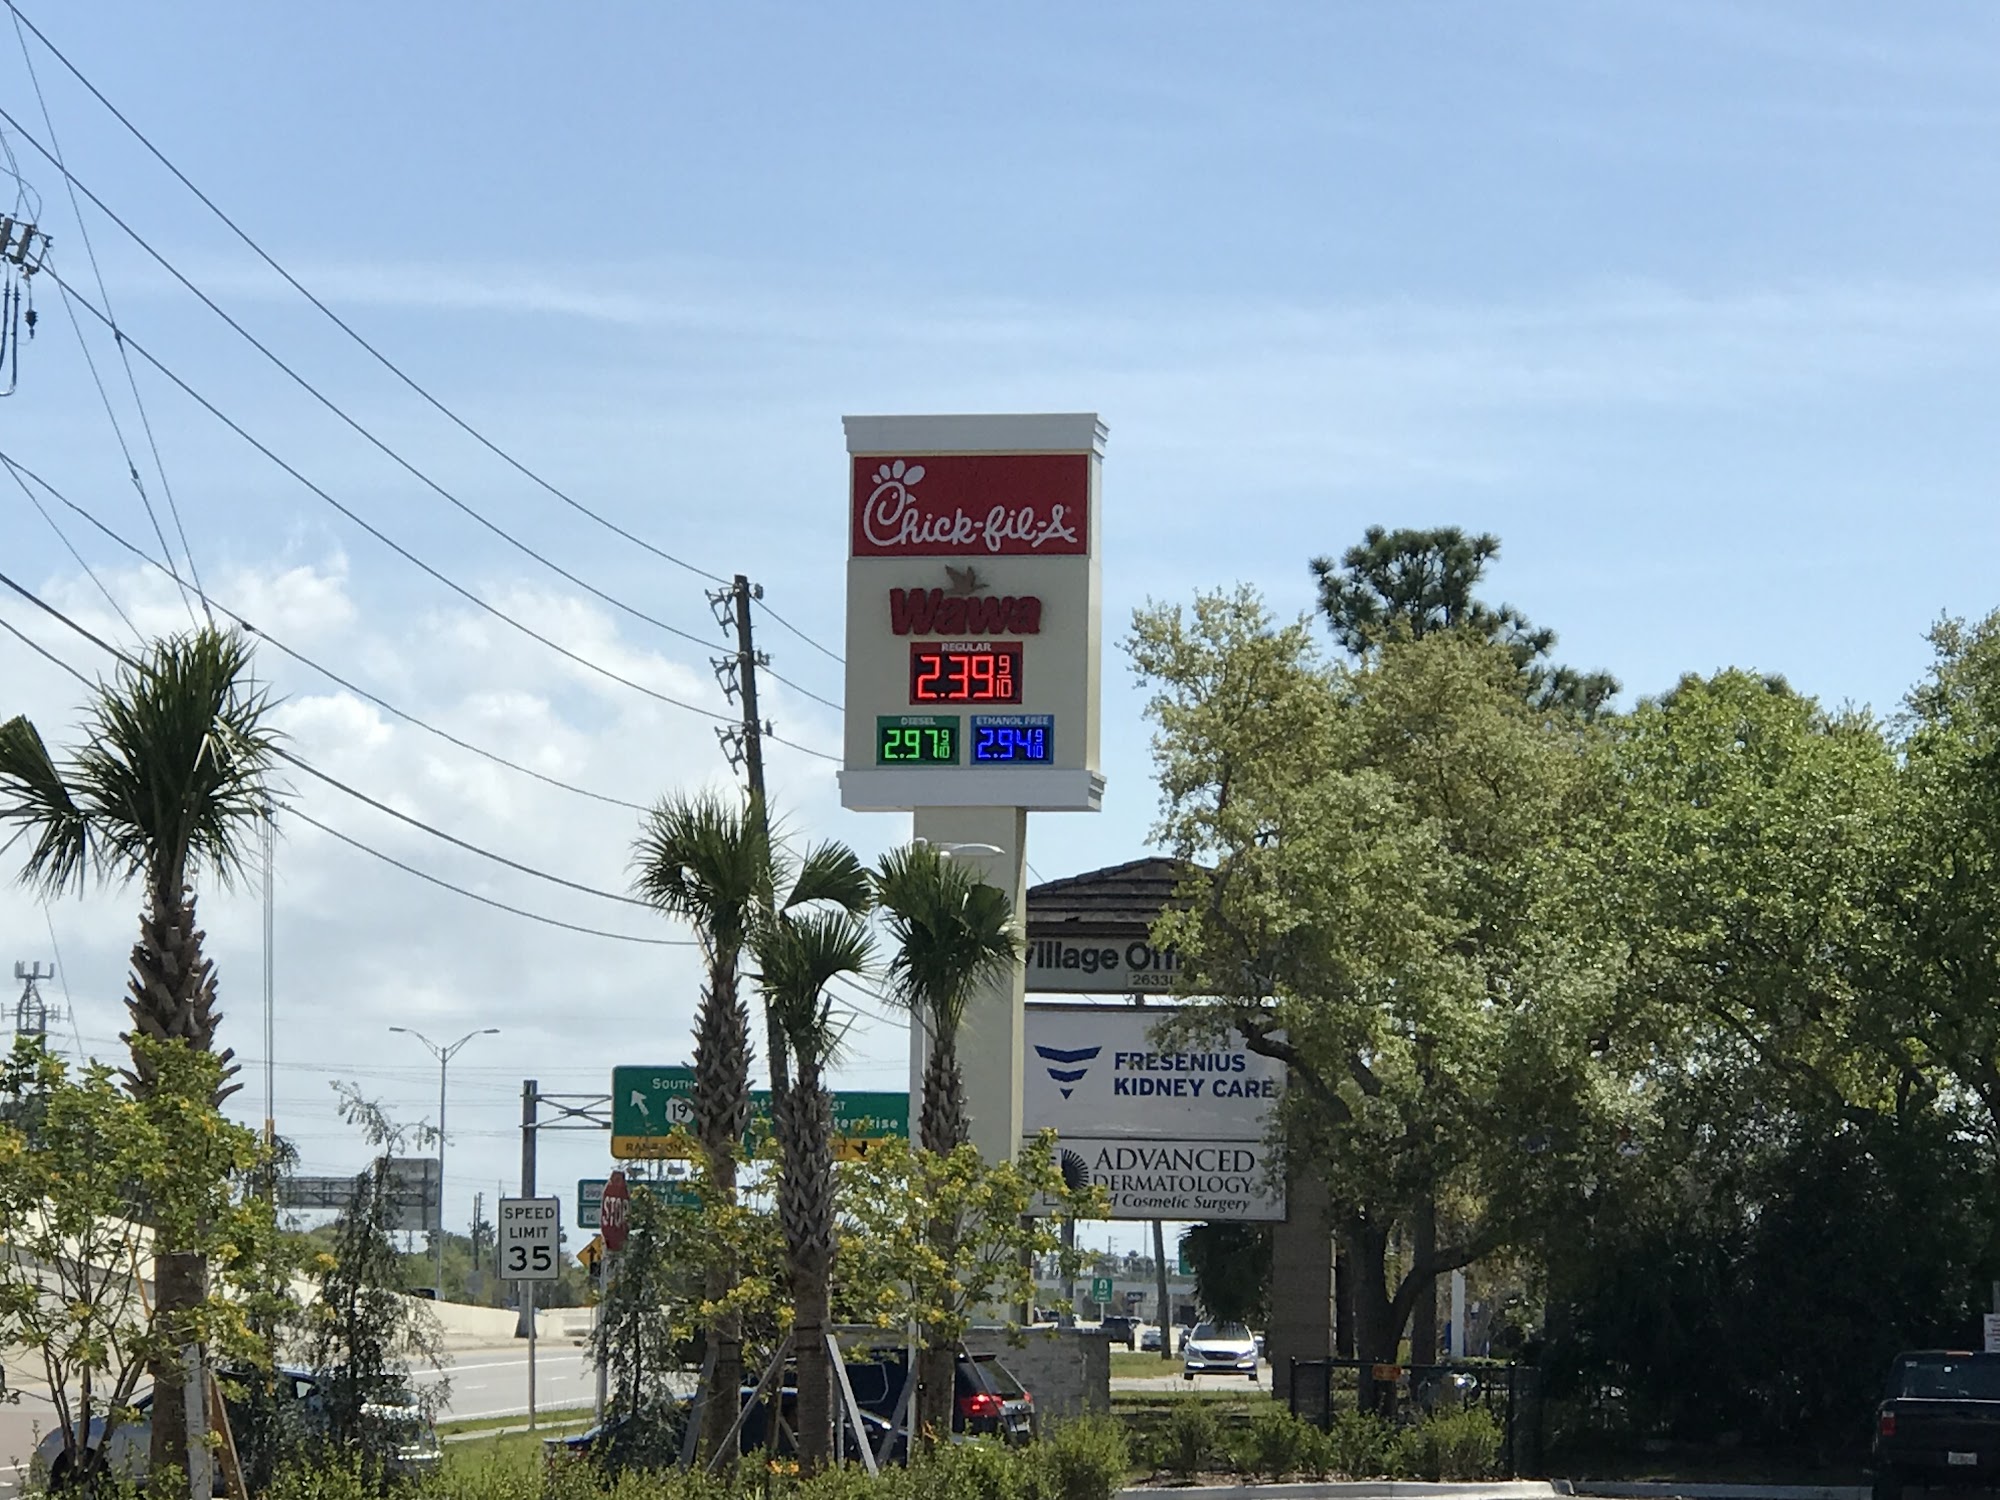 Chick-fil-A
Wawa
REGULAR
2.39 9/10
DIESEL
2.97 9/10
ETHANOL FREE
2.94 9/10
Village
2633
FRESENIUS
KIDNEY CARE
ADVANCED
DERMATOLOGY
Cosmetic Surgery
SOUTH
19
SPEED
LIMIT
35
STOP